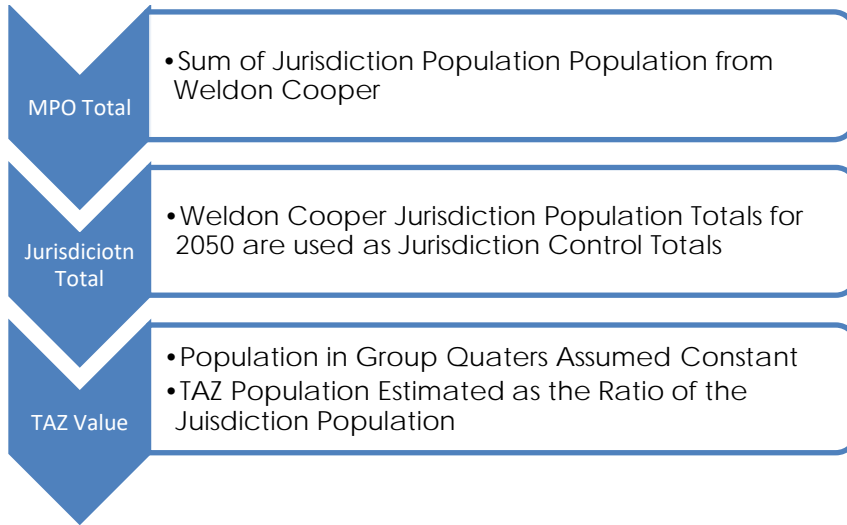 MPO Total
•Sum of Jurisdiction Population Population from
Weldon Cooper
Jurisdiciotn
Total
•Weldon Cooper Jurisdiction Population Totals for
2050 are used as Jurisdiction Control Totals
TAZ Value
•Population in Group Quaters Assumed Constant
•TAZ Population Estimated as the Ratio of the
Juisdiction Population